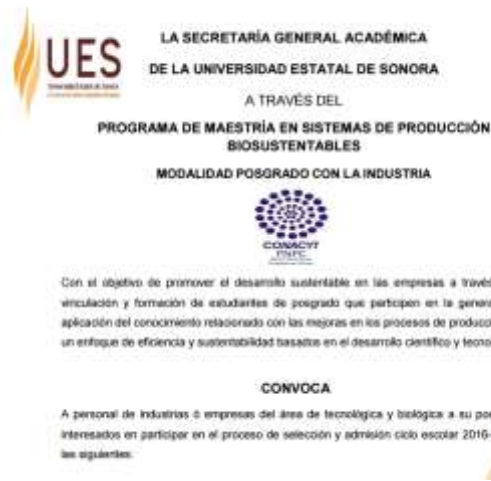 UES
LA SECRETARÍA GENERAL ACADÉMICA
DE LA UNIVERSIDAD ESTATAL DE SONORA
A TRAVÉS DEL
PROGRAMA DE MAESTRÍA EN SISTEMAS DE PRODUCCIÓN
BIOSUSTENTABLES
MODALIDAD POSGRADO CON LA INDUSTRIA
CONACYT
PNPC
Con el objetivo de promover el desarrollo sustentable en las empresas a través
vinculación y formación de estudiantes de posgrado que participen en la genera
aplicación del conocimiento relacionado con las mejoras en los procesos de producci
un enfoque de eficiencia y sustentabilidad basados en el desarrollo científico y tecno
CONVOCA
A personal de industrias ó empresas del área de tecnológica y biológica a su po
interesados en participar en el proceso de selección y admisión ciclo escolar 2016-
las siguientes: